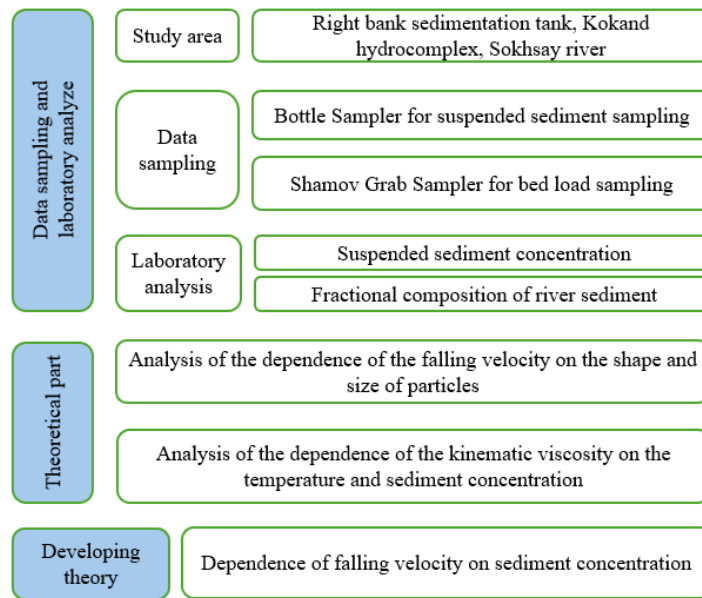 Data sampling and
laboratory analyze
Study area
Right bank sedimentation tank, Kokand
hydrocomplex, Sokhsay river
Data
sampling
Bottle Sampler for suspended sediment sampling
Shamov Grab Sampler for bed load sampling
Laboratory
analysis
Suspended sediment concentration
Fractional composition of river sediment
Theoretical part
Analysis of the dependence of the falling velocity on the shape and
size of particles
Analysis of the dependence of the kinematic viscosity on the
temperature and sediment concentration
Developing
theory
Dependence of falling velocity on sediment concentration